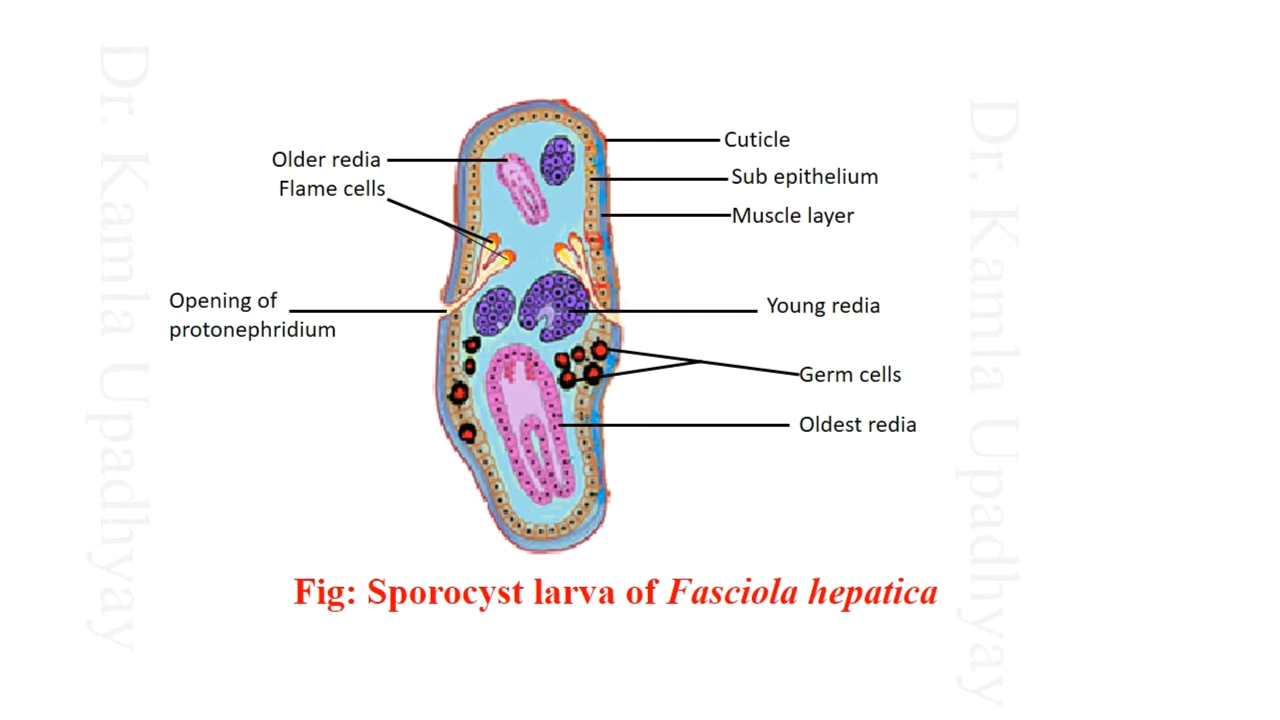 Dr. Kamla Upadhyay
Dr. Kamla Upadhyay
Older redia
Flame cells
Opening of
protonephridium
Cuticle
Sub epithelium
Muscle layer
Young redia
Germ cells
Oldest redia
Fig: Sporocyst larva of Fasciola hepatica